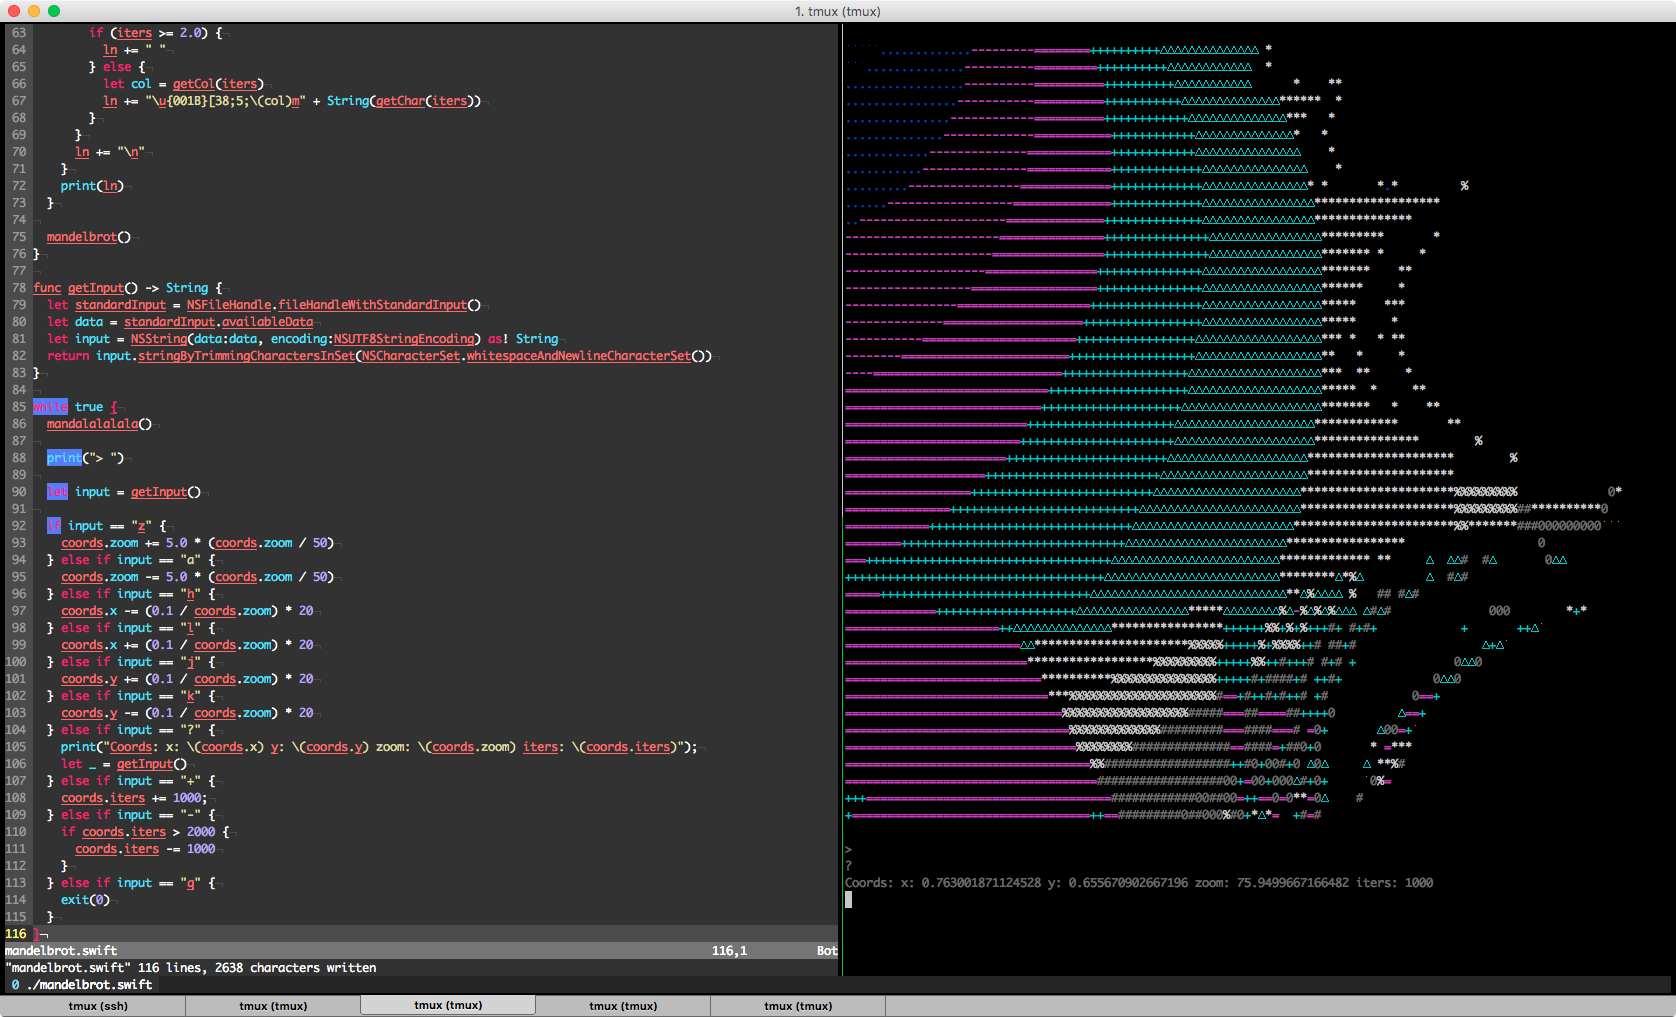 1. tmux (tmux)
63 if (iters >= 2.0) {
64 ln += " "
65 } else {
66 let col = getCol(iters)
67 ln += "\u{001B}[38;5;\(col)m" + String(getChar(iters))
68 }
69 }
70 ln += "\n"
71 }
72 print(ln)
73 }
74
75 mandelbrot()
76 }
77
78 func getInput() -> String {
79 let standardInput = NSFileHandle.fileHandleWithStandardInput()
80 let data = standardInput.availableData
81 let input = NSString(data:data, encoding:NSUTF8StringEncoding) as! String
82 return input.stringByTrimmingCharactersInSet(NSCharacterSet.whitespaceAndNewlineCharacterSet())
83 }
84
85 while true {
86 mandalalalala()
87
88 print("> ")
89
90 let input = getInput()
91
92 if input == "z" {
93 coords.zoom += 5.0 * (coords.zoom / 50)
94 } else if input == "a" {
95 coords.zoom -= 5.0 * (coords.zoom / 50)
96 } else if input == "h" {
97 coords.x -= (0.1 / coords.zoom) * 20
98 } else if input == "l" {
99 coords.x += (0.1 / coords.zoom) * 20
100 } else if input == "j" {
101 coords.y += (0.1 / coords.zoom) * 20
102 } else if input == "k" {
103 coords.y -= (0.1 / coords.zoom) * 20
104 } else if input == "?" {
105 print("Coords: x: \(coords.x) y: \(coords.y) zoom: \(coords.zoom) iters: \(coords.iters)");
106 let _ = getInput()
107 } else if input == "+" {
108 coords.iters += 1000;
109 } else if input == "-" {
110 if coords.iters > 2000 {
111 coords.iters -= 1000
112 }
113 } else if input == "q" {
114 exit(0)
115 }
116 }
mandelbrot.swift 116,1 Bot
"mandelbrot.swift" 116 lines, 2638 characters written
0 ./mandelbrot.swift
>
?
Coords: x: 0.763001871124528 y: 0.655670902667196 zoom: 75.9499667166482 iters: 1000
tmux (ssh)
tmux (tmux)
tmux (tmux)
tmux (tmux)
tmux (tmux)